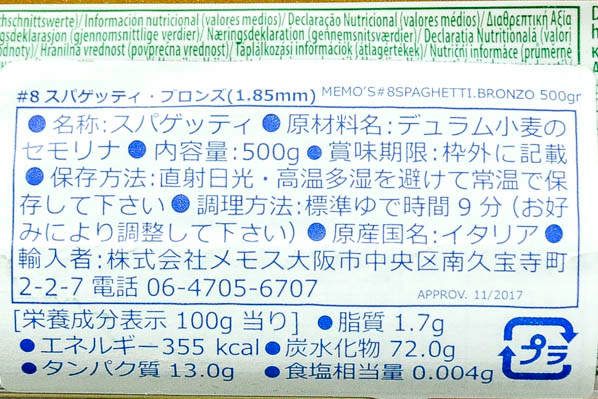 hschnittswerte)/Información nutricional (valores medios)/Declaração Nutricional (valores médios)/Διαθρεπτική Αξία
gsdeklarasjon (gjennomsnittlige verdier)/Næringsdeklaration (gennemsnitsværdier)/Declarația Nutrițională (valori
odnoty)/Hranilna vrednost (povprečna vrednost)/Táplálkozási információk (átlagértékek)/Nutriční informace (průměrné
#8 スパゲッティ・ブロンズ(1.85mm) MEMO'S#8SPAGHETTI.BRONZO 500gr
●名称:スパゲッティ●原材料名:デュラム小麦の
セモリナ●内容量:500g●賞味期限:枠外に記載
●保存方法:直射日光・高温多湿を避けて常温で保
存して下さい●調理方法:標準ゆで時間9分(お好
みにより調整して下さい)●原産国名:イタリア●
輸入者:株式会社メモス大阪市中央区南久宝寺町
2-2-7 電話 06-4705-6707
APPROV. 11/2017
[栄養成分表示 100g 当り] ●脂質 1.7g
●エネルギー355 kcal●炭水化物 72.0g
●タンパク質 13.0g ●食塩相当量 0.004g
プラ